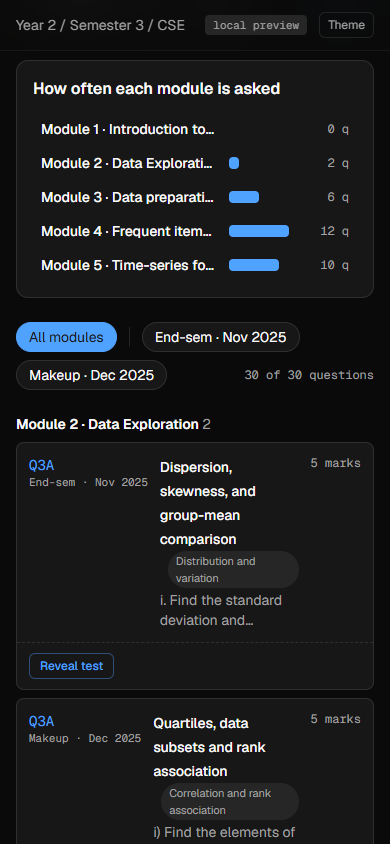 Year 2 / Semester 3 / CSE local preview Theme
How often each module is asked
Module 1 · Introduction to... 0 q
Module 2 · Data Explorati... 2 q
Module 3 · Data preparati... 6 q
Module 4 · Frequent item... 12 q
Module 5 · Time-series fo... 10 q
All modules End-sem · Nov 2025
Makeup · Dec 2025 30 of 30 questions
Module 2 · Data Exploration 2
Q3A
End-sem · Nov 2025
Dispersion,
skewness, and
group-mean
comparison
5 marks
Distribution and
variation
i. Find the standard
deviation and...
Reveal test
Q3A
Makeup · Dec 2025
Quartiles, data
subsets and rank
association
5 marks
Correlation and rank
association
i) Find the elements of